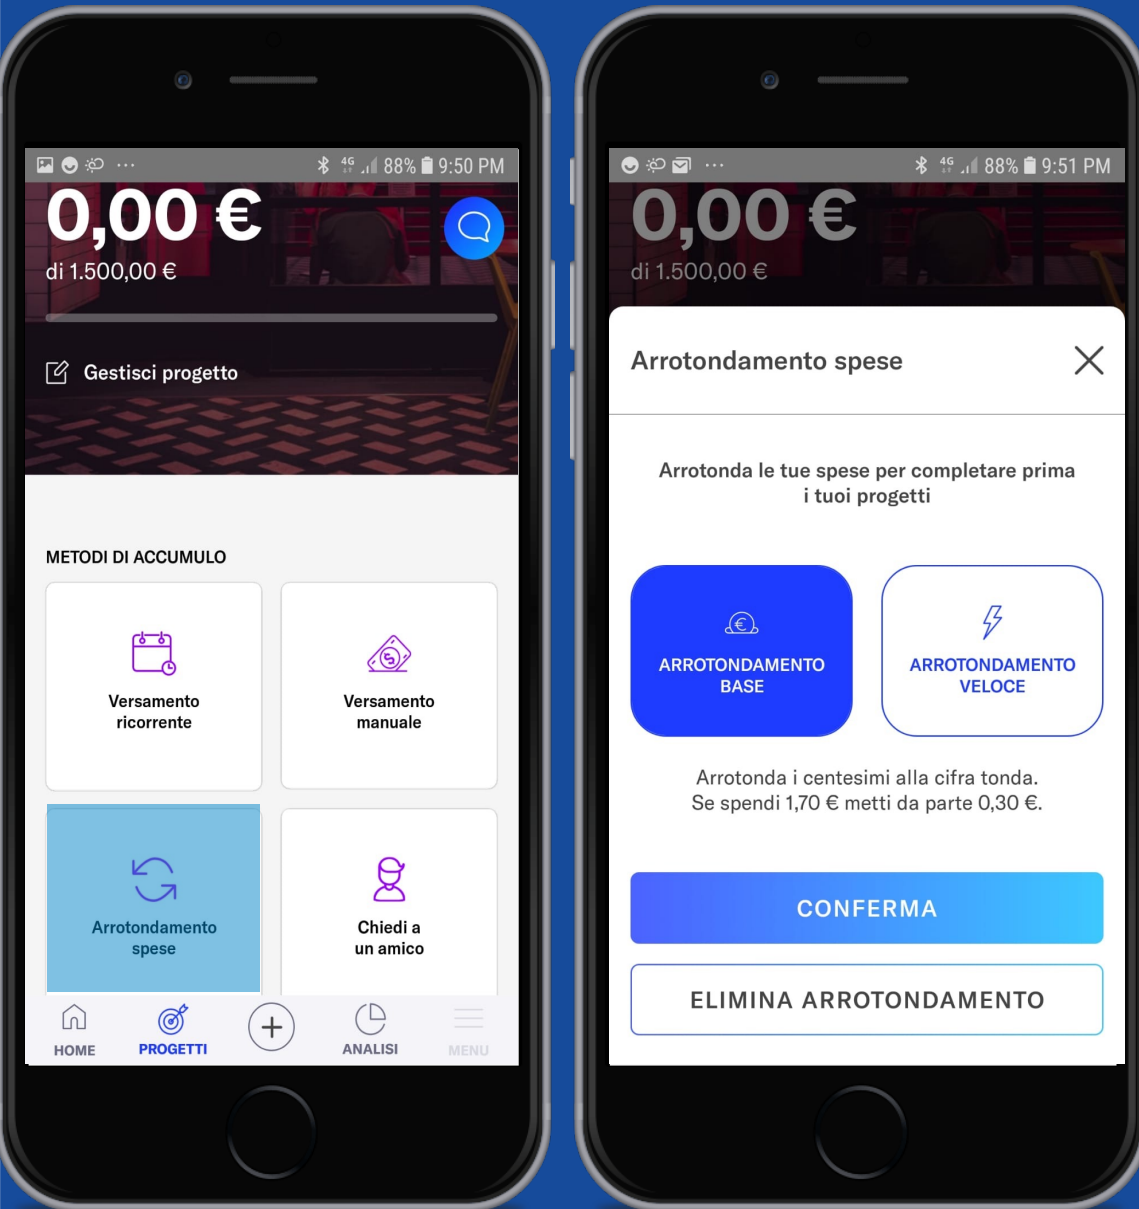 4G 88% 9:50 PM
0,00 €
di 1.500,00 €
Gestisci progetto
METODI DI ACCUMULO
Versamento
ricorrente
Versamento
manuale
Arrotondamento
spese
Chiedi a
un amico
HOME
PROGETTI
ANALISI
MENU
4G 88% 9:51 PM
0,00 €
di 1.500,00 €
Arrotondamento spese
Arrotonda le tue spese per completare prima
i tuoi progetti
ARROTONDAMENTO
BASE
ARROTONDAMENTO
VELOCE
Arrotonda i centesimi alla cifra tonda.
Se spendi 1,70 € metti da parte 0,30 €.
CONFERMA
ELIMINA ARROTONDAMENTO